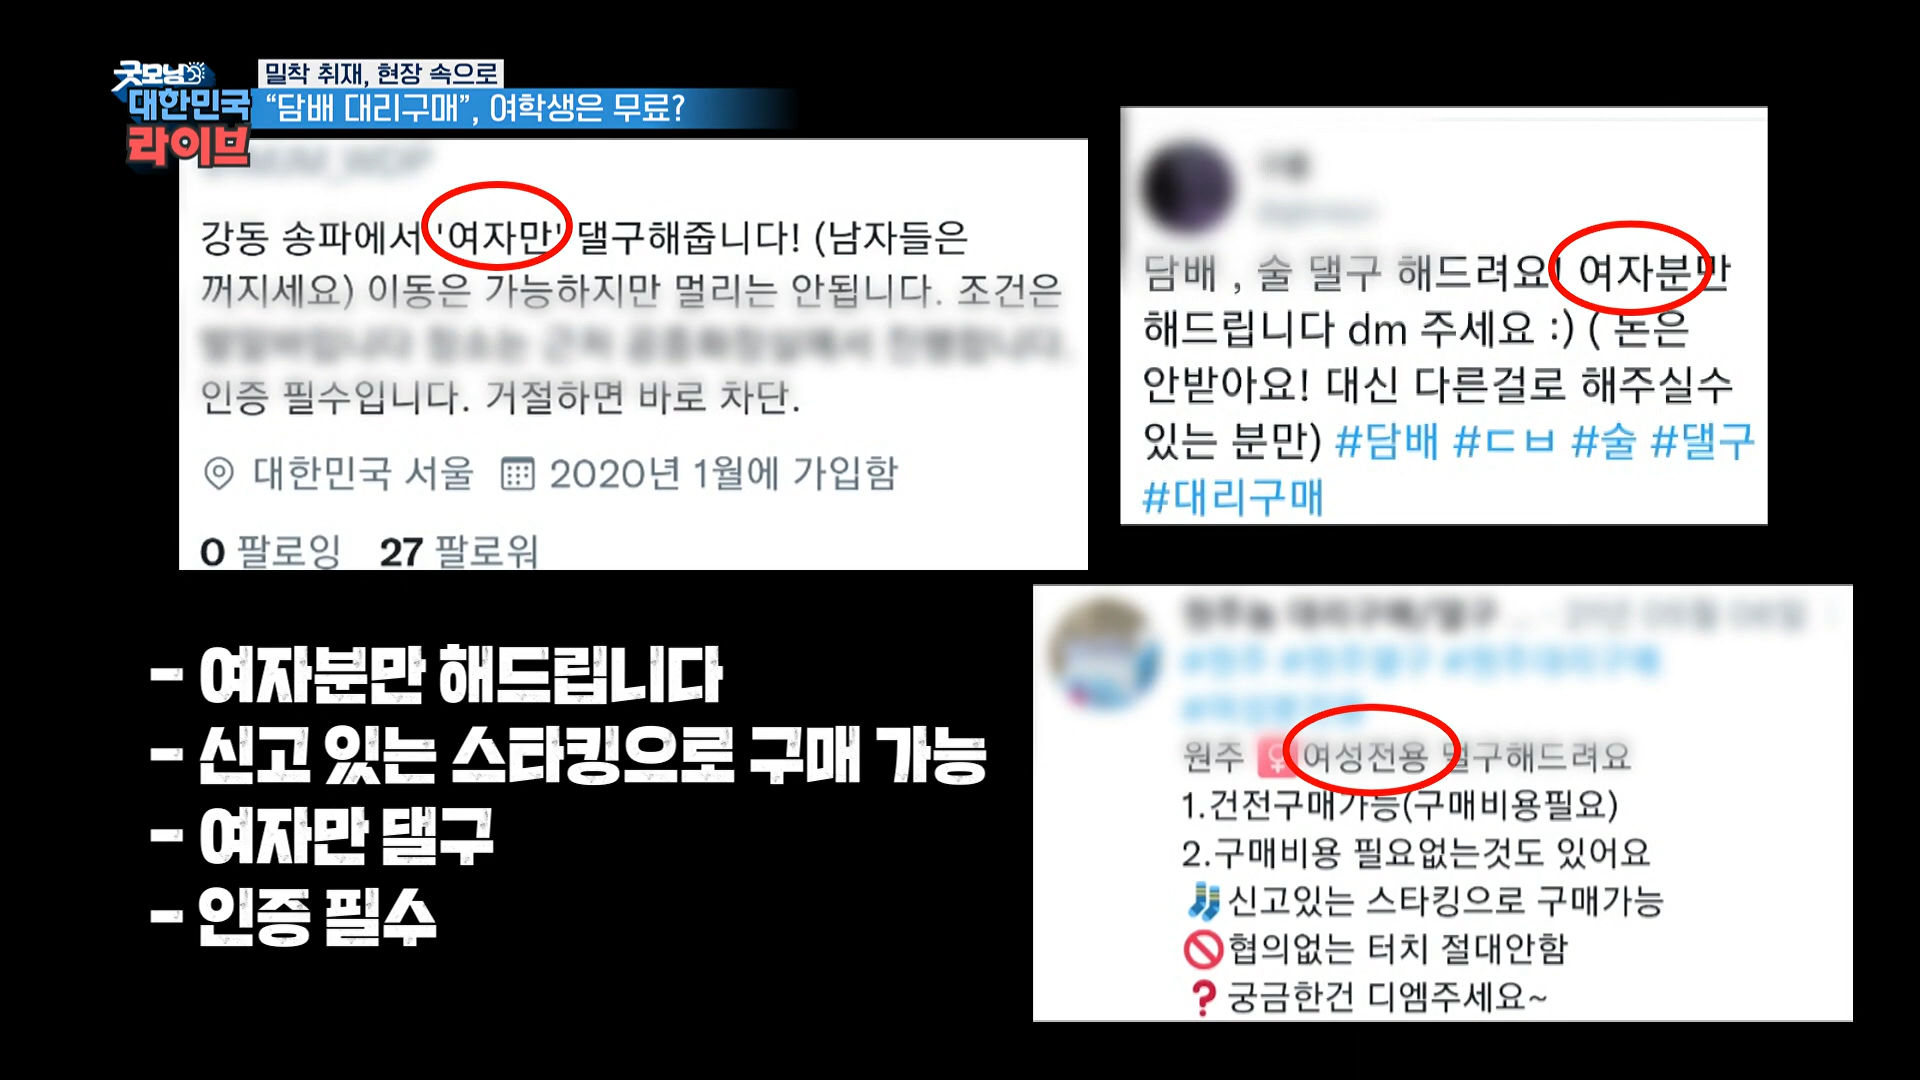 굿모닝
대한민국
라이브
밀착 취재, 현장 속으로
“담배 대리구매”, 여학생은 무료?
강동 송파에서 '여자만' 댈구해줍니다! (남자들은
꺼지세요) 이동은 가능하지만 멀리는 안됩니다. 조건은
인증 필수입니다. 거절하면 바로 차단.
대한민국 서울 2020년 1월에 가입함
0 팔로잉 27 팔로워
담배 , 술 댈구 해드려요! 여자분만
해드립니다 dm 주세요 :) ( 돈은
안받아요! 대신 다른걸로 해주실수
있는 분만) #담배 #ㄷㅂ #술 #댈구
#대리구매
- 여자분만 해드립니다
- 신고 있는 스타킹으로 구매 가능
- 여자만 댈구
- 인증 필수
원주 ♀여성전용 댈구해드려요
1.건전구매가능(구매비용필요)
2.구매비용 필요없는것도 있어요
🧦신고있는 스타킹으로 구매가능
🚫협의없는 터치 절대안함
❓궁금한건 디엠주세요~